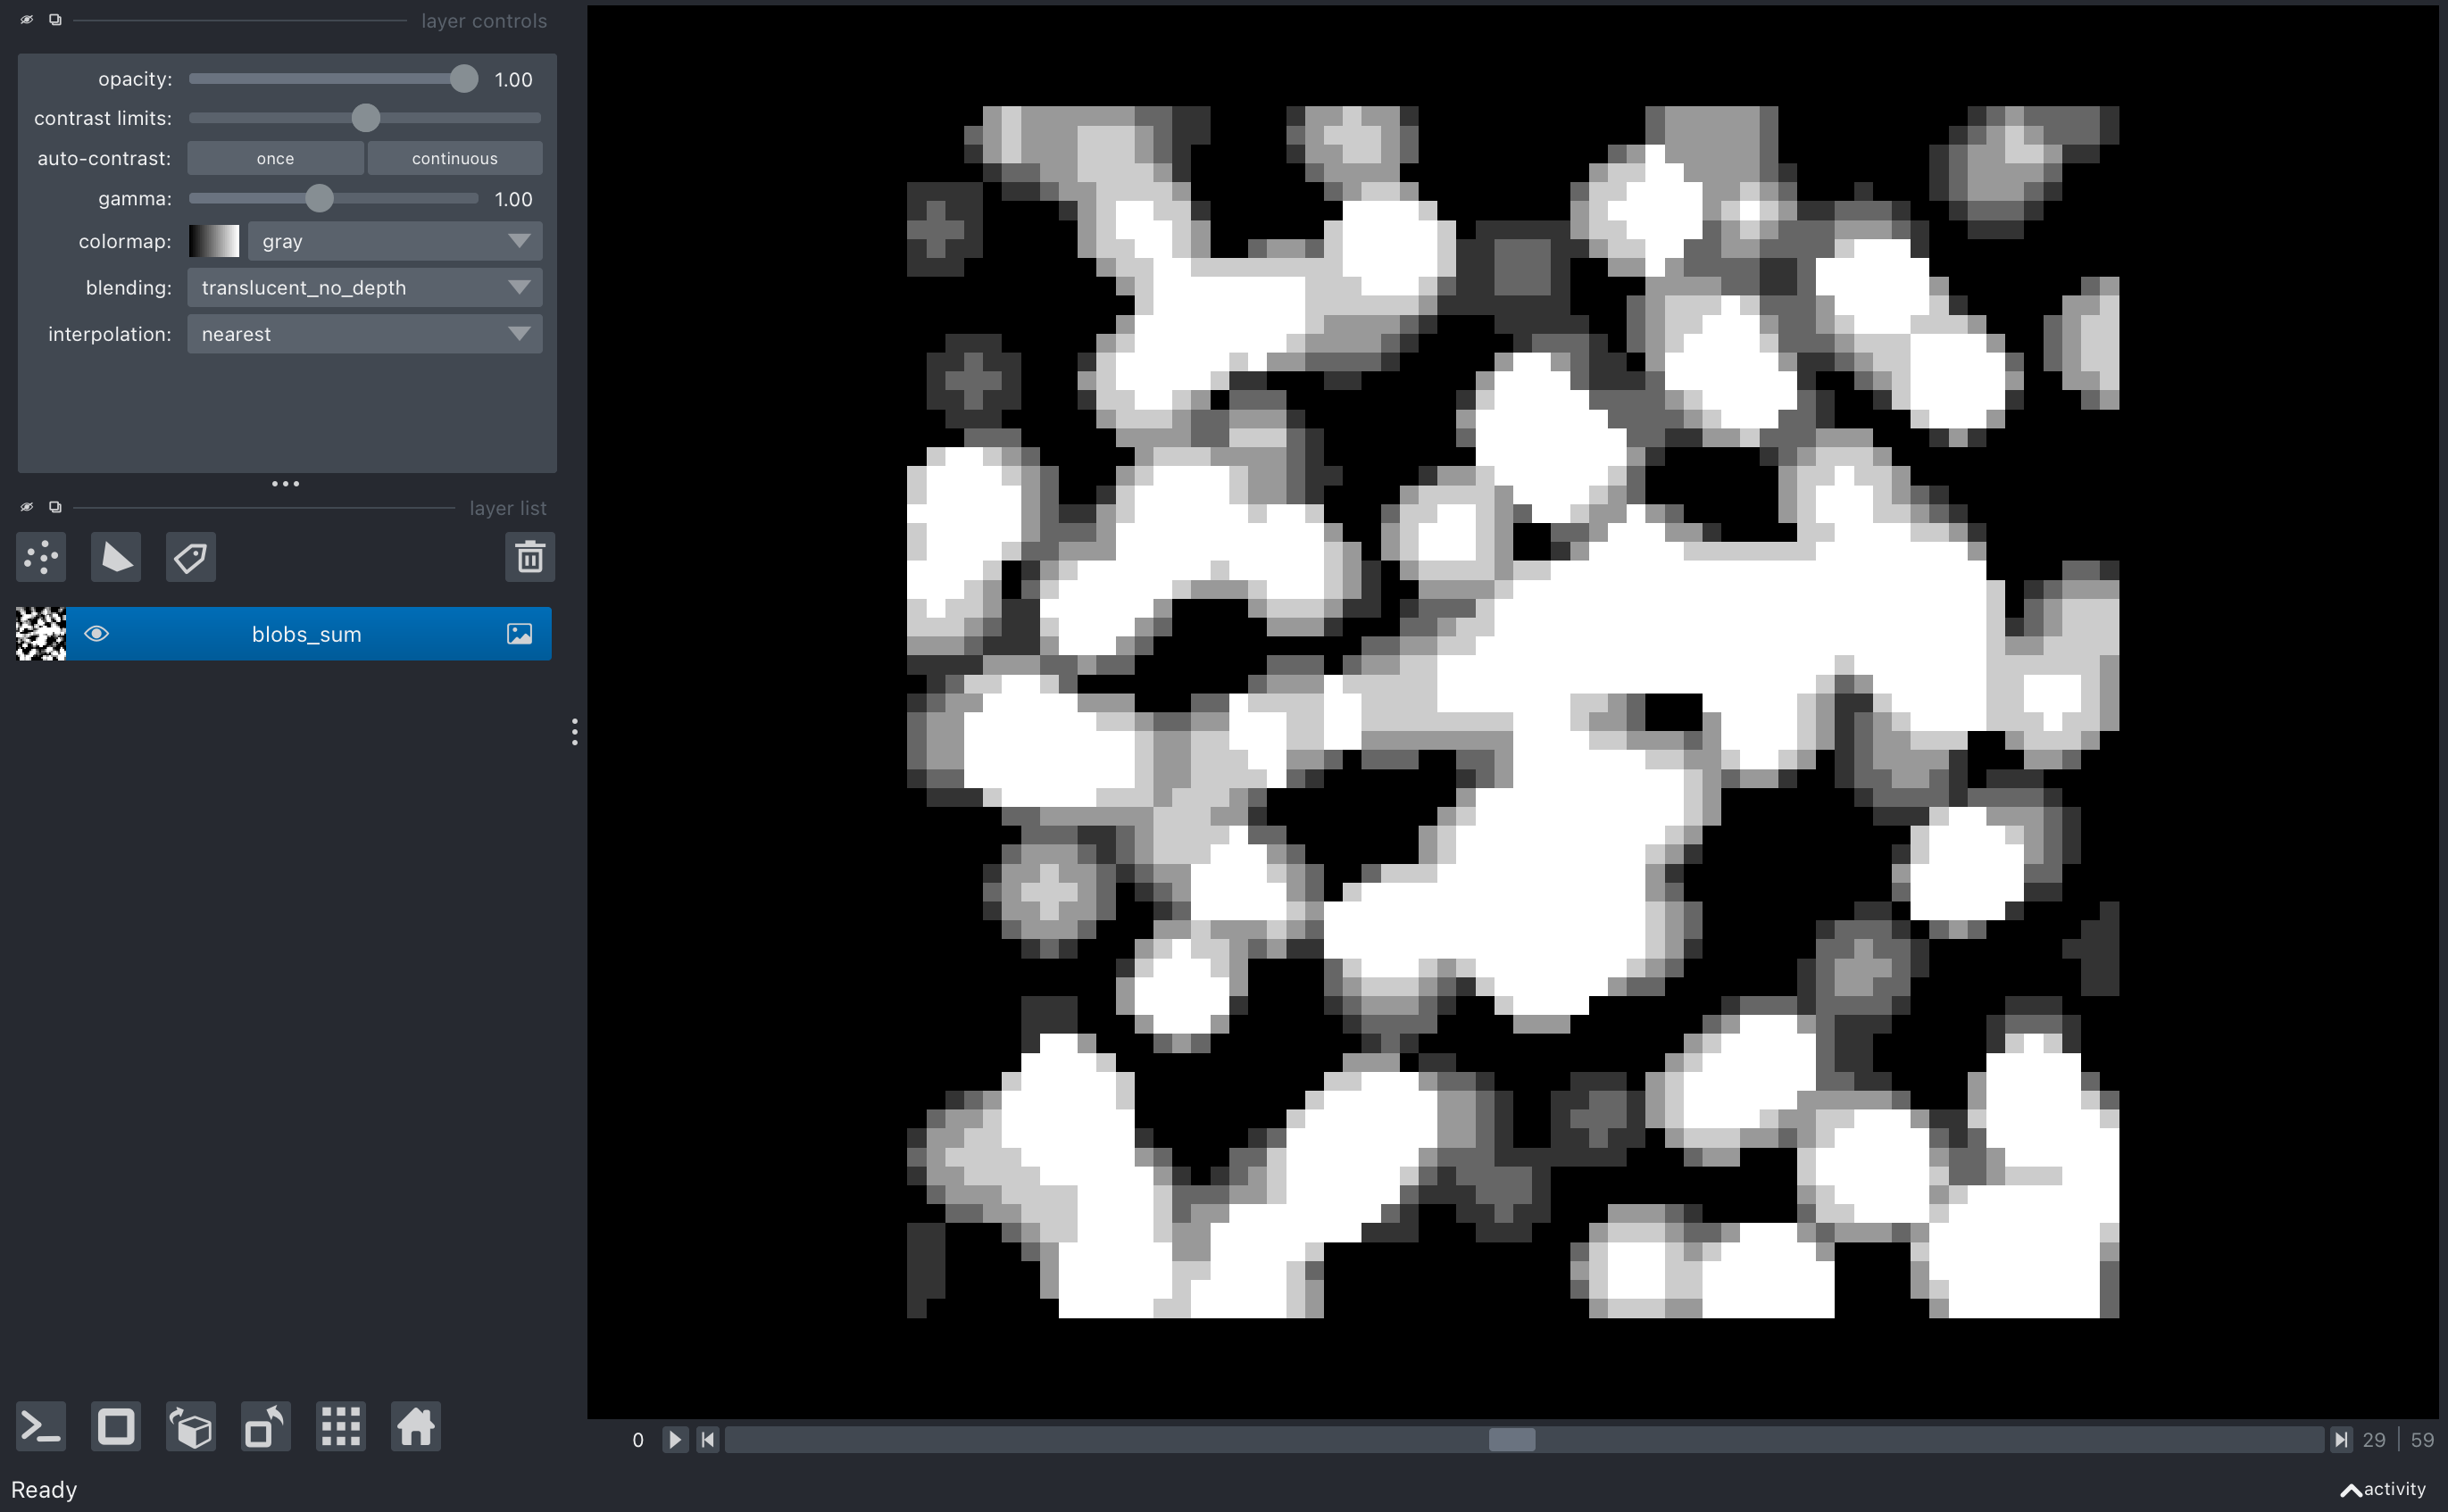 layer controls
opacity: 1.00
contrast limits:
auto-contrast: once continuous
gamma: 1.00
colormap: gray
blending: translucent_no_depth
interpolation: nearest
layer list
blobs_sum
0 29 59
Ready activity